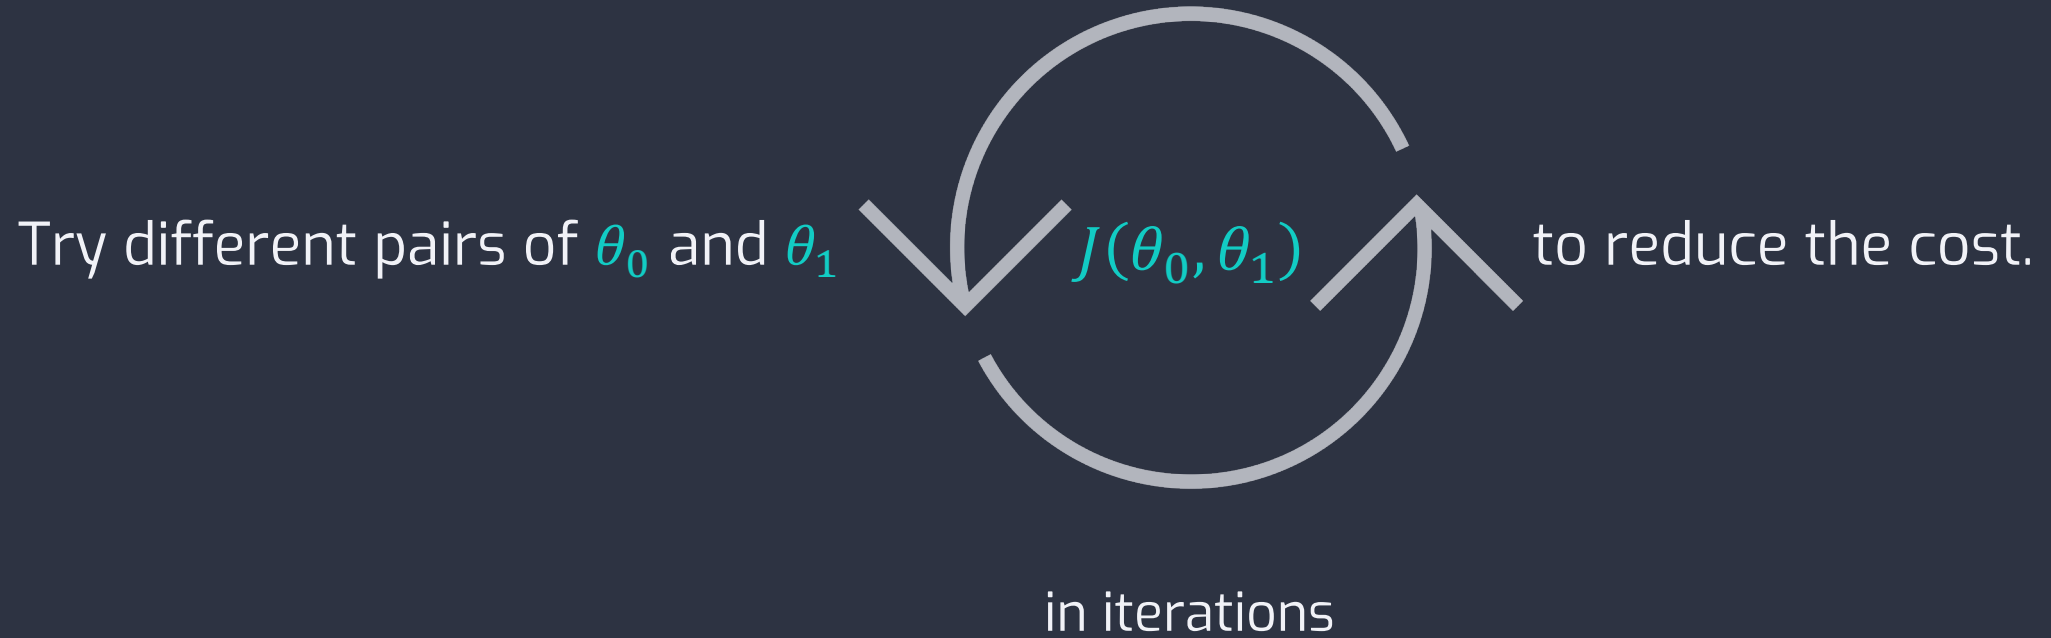 Try different pairs of θ₀ and θ₁ J(θ₀, θ₁) to reduce the cost.
in iterations